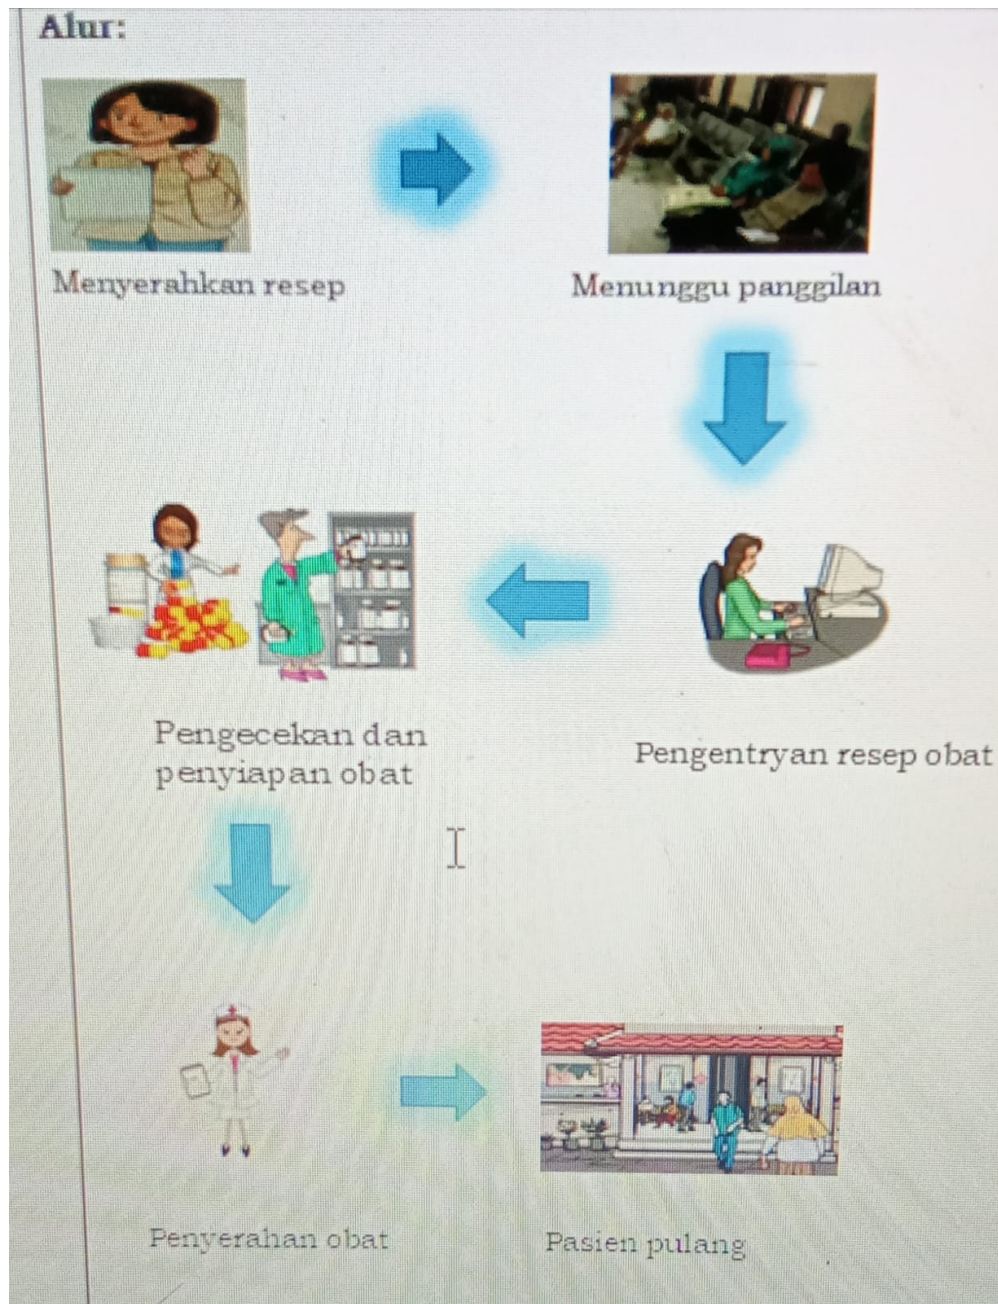 Alur:
Menyerahkan resep
Menunggu panggilan
Pengentryan resep obat
Pengecekan dan
penyiapan obat
Penyerahan obat
Pasien pulang